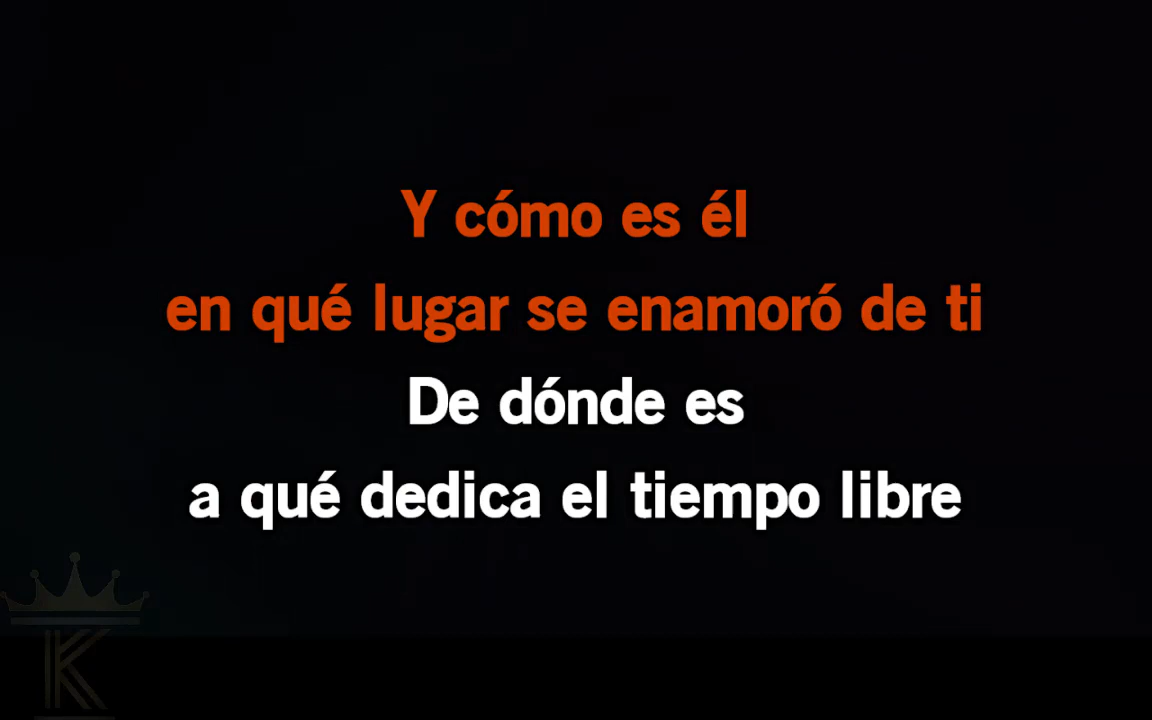 Y cómo es él
en qué lugar se enamoró de ti
De dónde es
a qué dedica el tiempo libre
K